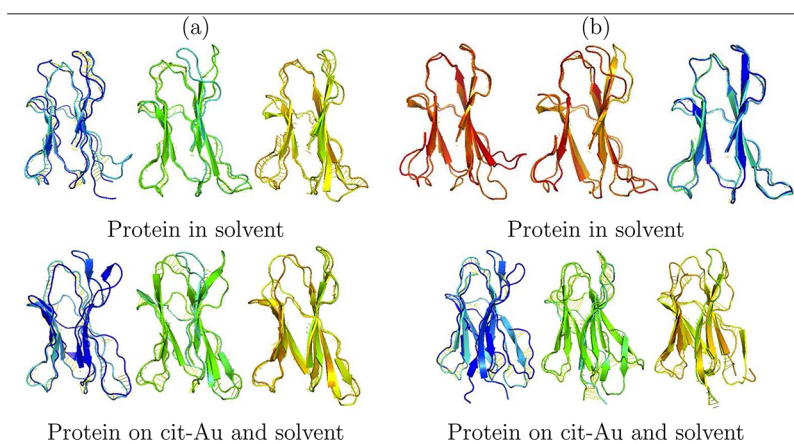 (a) (b)
Protein in solvent Protein in solvent
Protein on cit-Au and solvent Protein on cit-Au and solvent